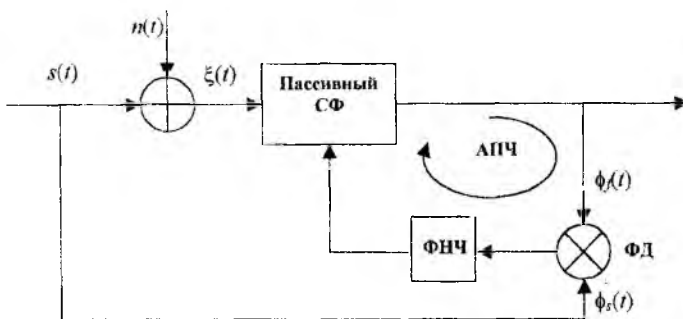 n(t)
s(t)
ξ(t)
Пассивный
СФ
АПЧ
ϕf(t)
ФНЧ
ФД
ϕs(t)